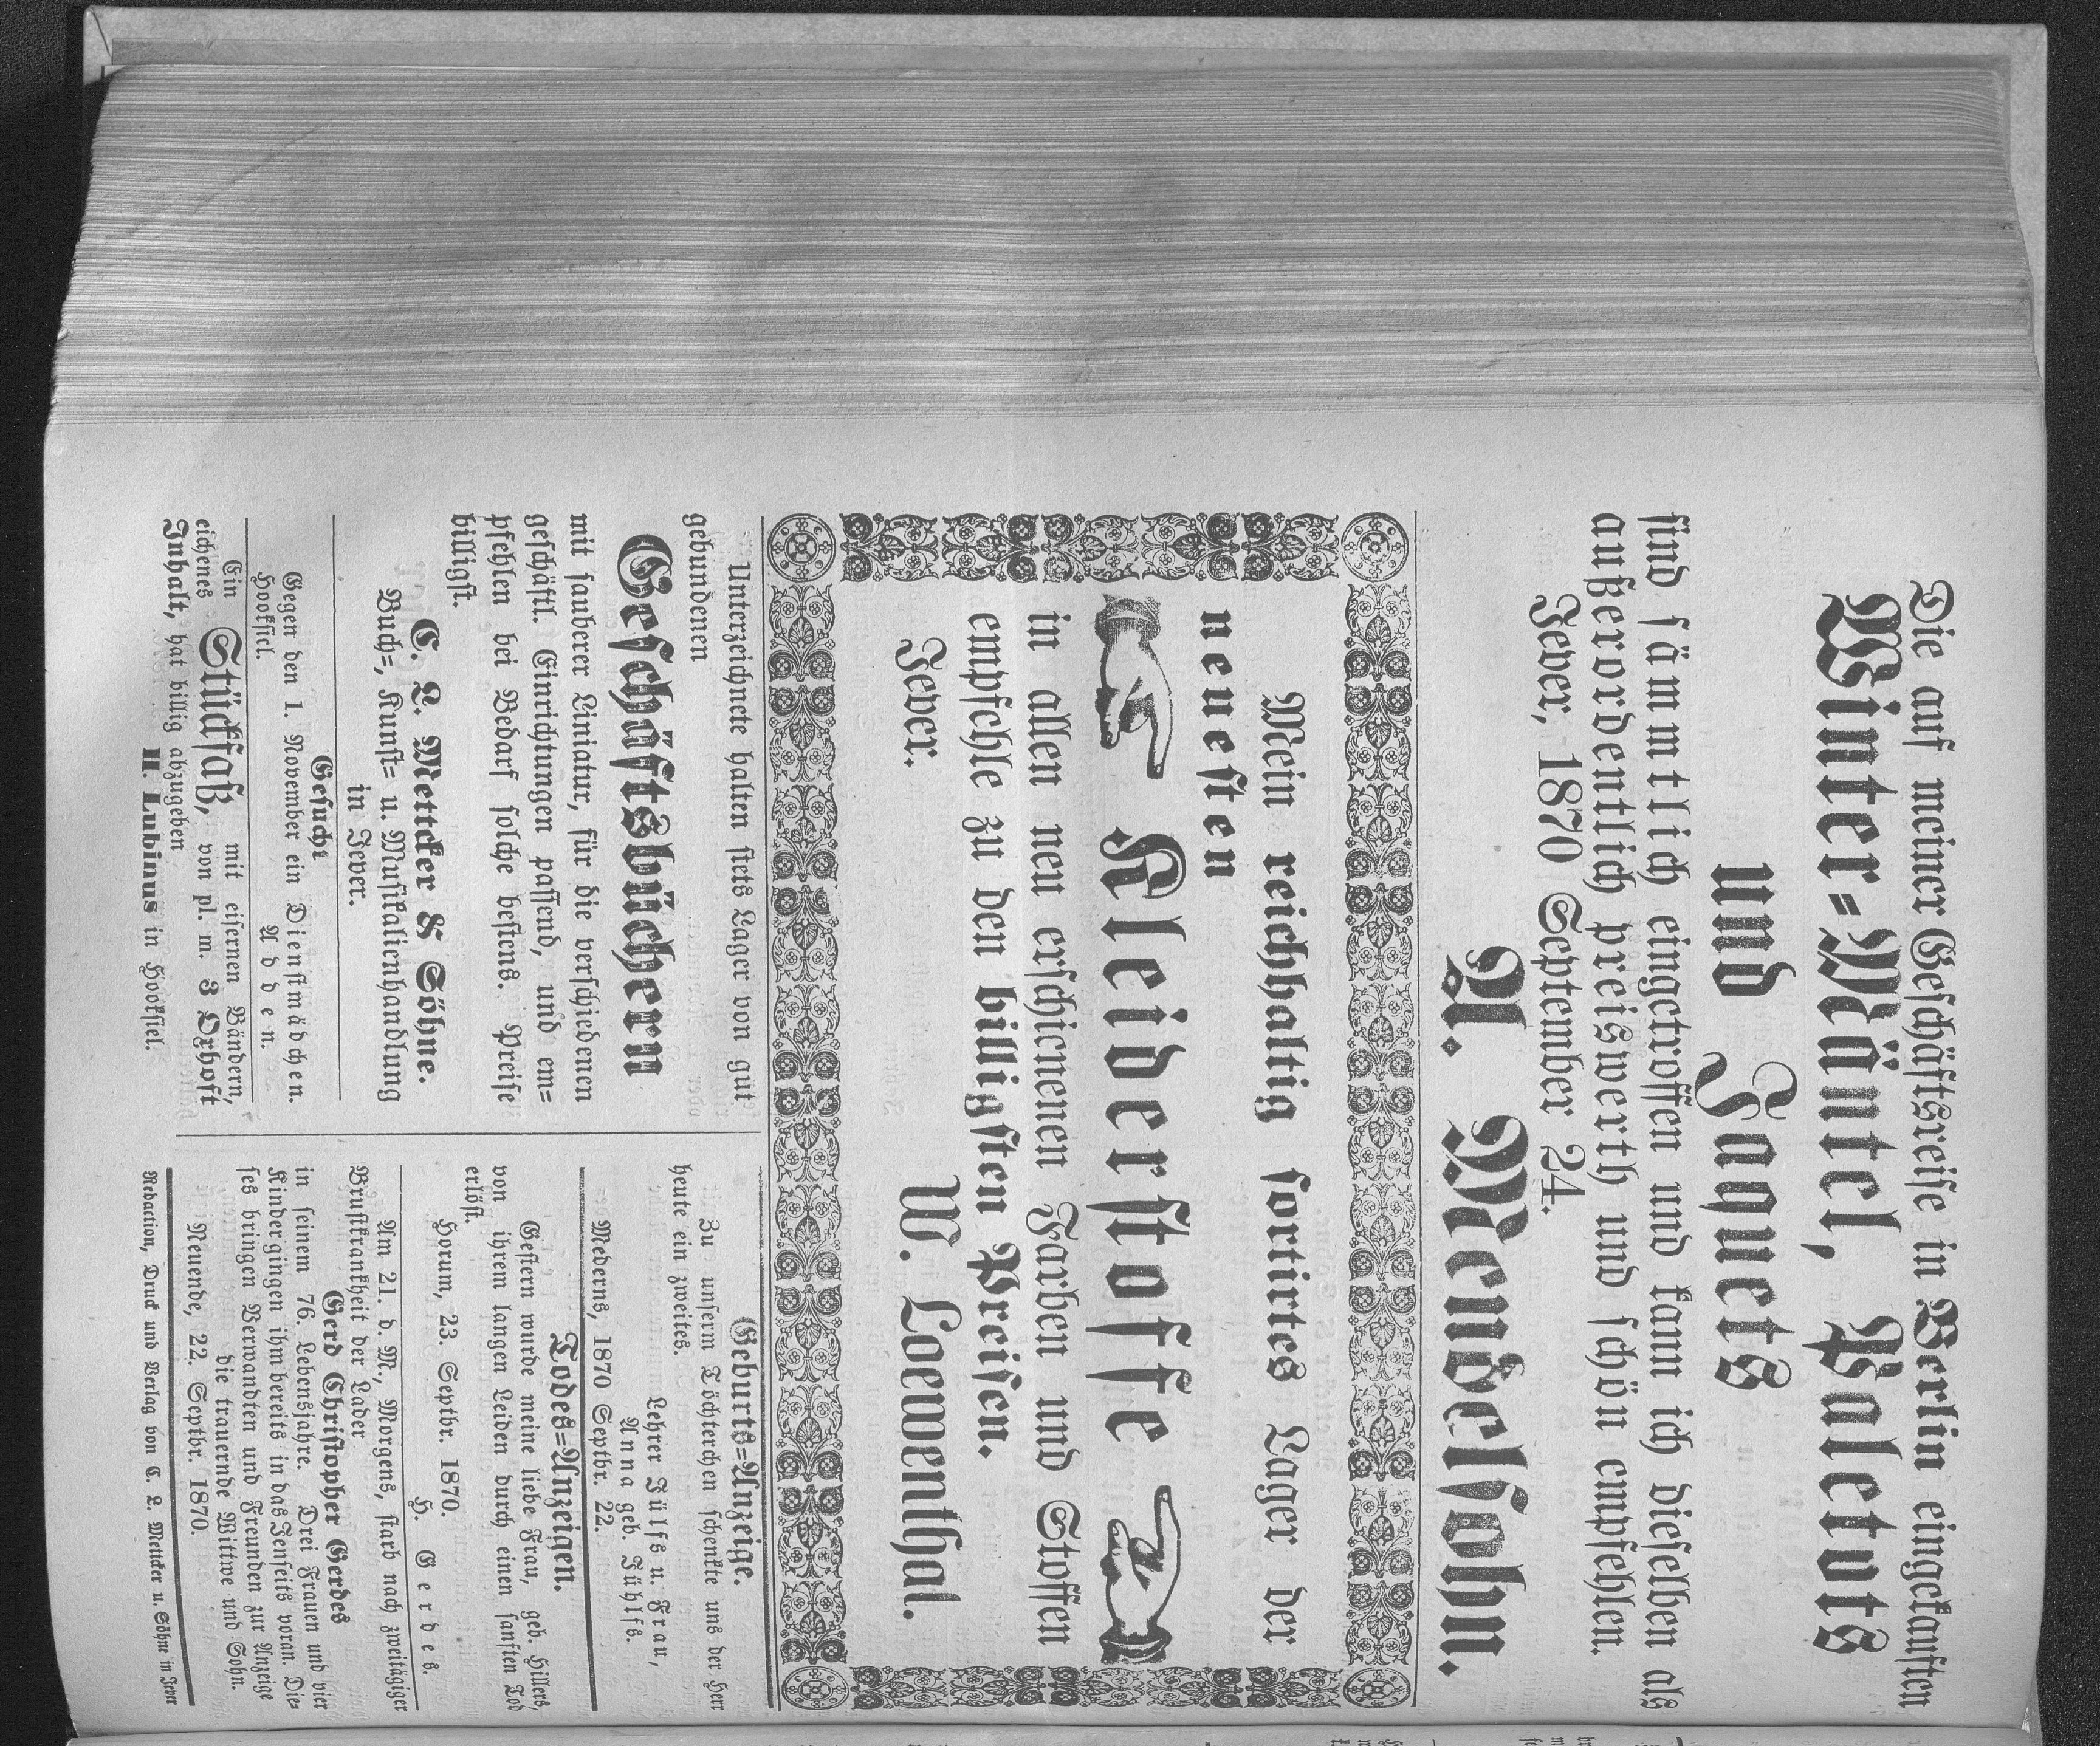 Die auf meiner Geschäftsreise in Berlin eingekauften
Winter=Mäntel, Paletots
und Jaquets
sind sämmtlich eingetroffen und kann ich dieselben als
außerordentlich preiswerth und schön empfehlen.
Jever, 1870 September 24.
A. Mendelsohn.
Mein reichhaltig sortirtes Lager der
neuesten
Kleiderstoffe
in allen neu erschienenen Farben und Stoffen
empfehle zu den billigsten Preisen.
Jever.
W. Loewenthal.
Unterzeichnete halten stets Lager von gut
gebundenen
Geschäftsbüchern
mit sauberer Liniatur, für die verschiedenen
geschäftl. Einrichtungen passend, und em=
pfehlen bei Bedarf solche bestens. Preise
billigst.
C. L. Mettcker & Söhne.
Buch=, Kunst= u. Musikalienhandlung
in Jever.
Gesucht
Gegen den 1. November ein Dienstmädchen.
Hooksiel. Adden.
Ein Stückfaß, mit eisernen Bändern,
eichenes von pl. m. 8 Oxhoft
Inhalt, hat billig abzugeben
H. Lubinus in Hooksiel.
Geburts=Anzeige.
Zu unserm Töchterchen schenkte uns der Herr
heute ein zweites.
Lehrer Jülfs u. Frau,
Anna geb. Jühlfs.
Mederns, 1870 Septbr. 22.
Todes=Anzeigen.
Gestern wurde meine liebe Frau, geb. Hillers,
von ihrem langen Leiden durch einen sanften Tod
erlöst.
Horum, 23. Septbr. 1870.
H. Gerdes.
Am 21. d. M., Morgens, starb nach zweitägiger
Brustkrankheit der Taber
Gerd Christopher Gerdes
in seinem 76. Lebensjahre. Drei Frauen und vier
Kinder gingen ihm bereits in das Jenseits voran. Die=
ses bringen Verwandten und Freunden zur Anzeige
die trauernde Wittwe und Sohn.
Neuende, 22. Septbr. 1870.
Redaction, Druck und Verlag von C. L. Mettcker u. Söhne in Jever